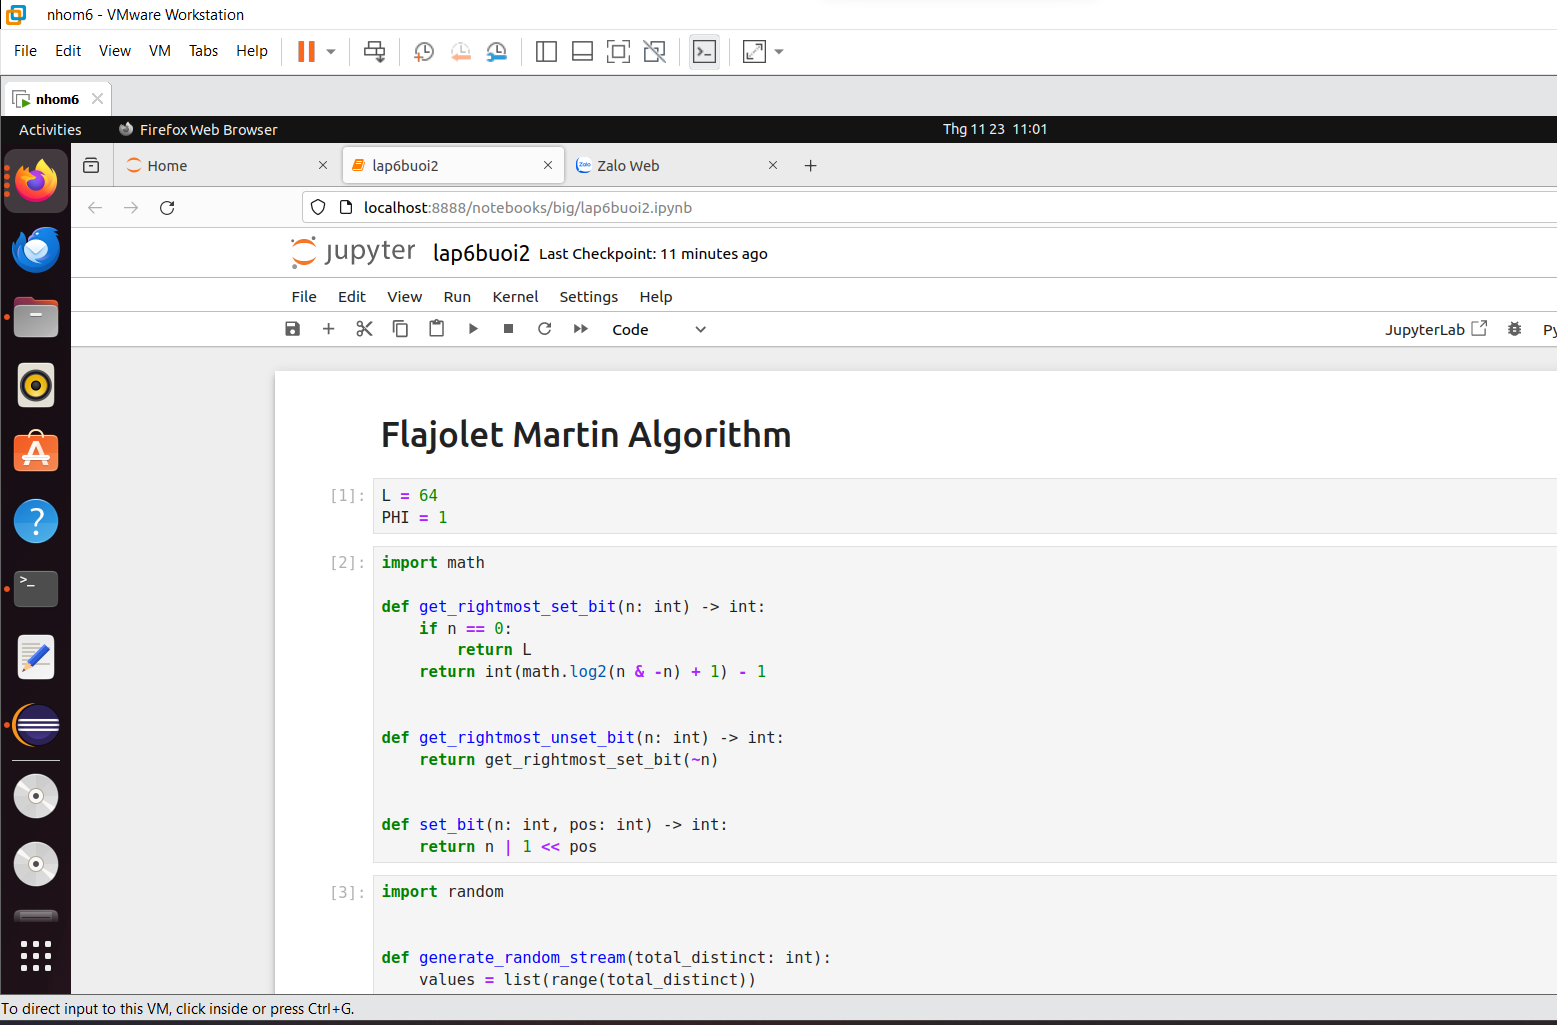 nhom6 - VMware Workstation
File Edit View VM Tabs Help
nhom6
Activities Firefox Web Browser Thg 11 23 11:01
Home lap6buoi2 Zalo Zalo Web
localhost:8888/notebooks/big/lap6buoi2.ipynb
jupyter lap6buoi2 Last Checkpoint: 11 minutes ago
File Edit View Run Kernel Settings Help
Code JupyterLab Py
Flajolet Martin Algorithm
[1]: L = 64
PHI = 1
[2]: import math
def get_rightmost_set_bit(n: int) -> int:
if n == 0:
return L
return int(math.log2(n & -n) + 1) - 1
def get_rightmost_unset_bit(n: int) -> int:
return get_rightmost_set_bit(~n)
def set_bit(n: int, pos: int) -> int:
return n | 1 << pos
[3]: import random
def generate_random_stream(total_distinct: int):
values = list(range(total_distinct))
To direct input to this VM, click inside or press Ctrl+G.